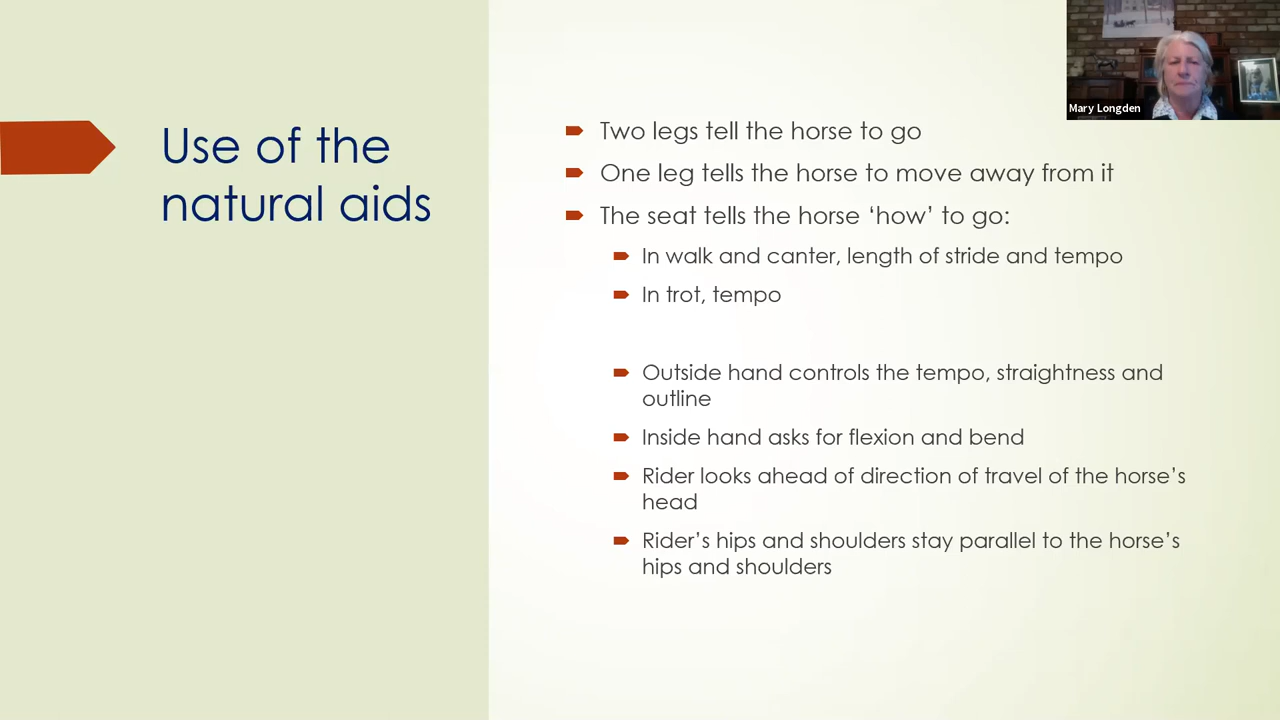 Use of the
natural aids
Two legs tell the horse to go
One leg tells the horse to move away from it
The seat tells the horse ‘how’ to go:
In walk and canter, length of stride and tempo
In trot, tempo
Outside hand controls the tempo, straightness and
outline
Inside hand asks for flexion and bend
Rider looks ahead of direction of travel of the horse’s
head
Rider’s hips and shoulders stay parallel to the horse’s
hips and shoulders
Mary Longden